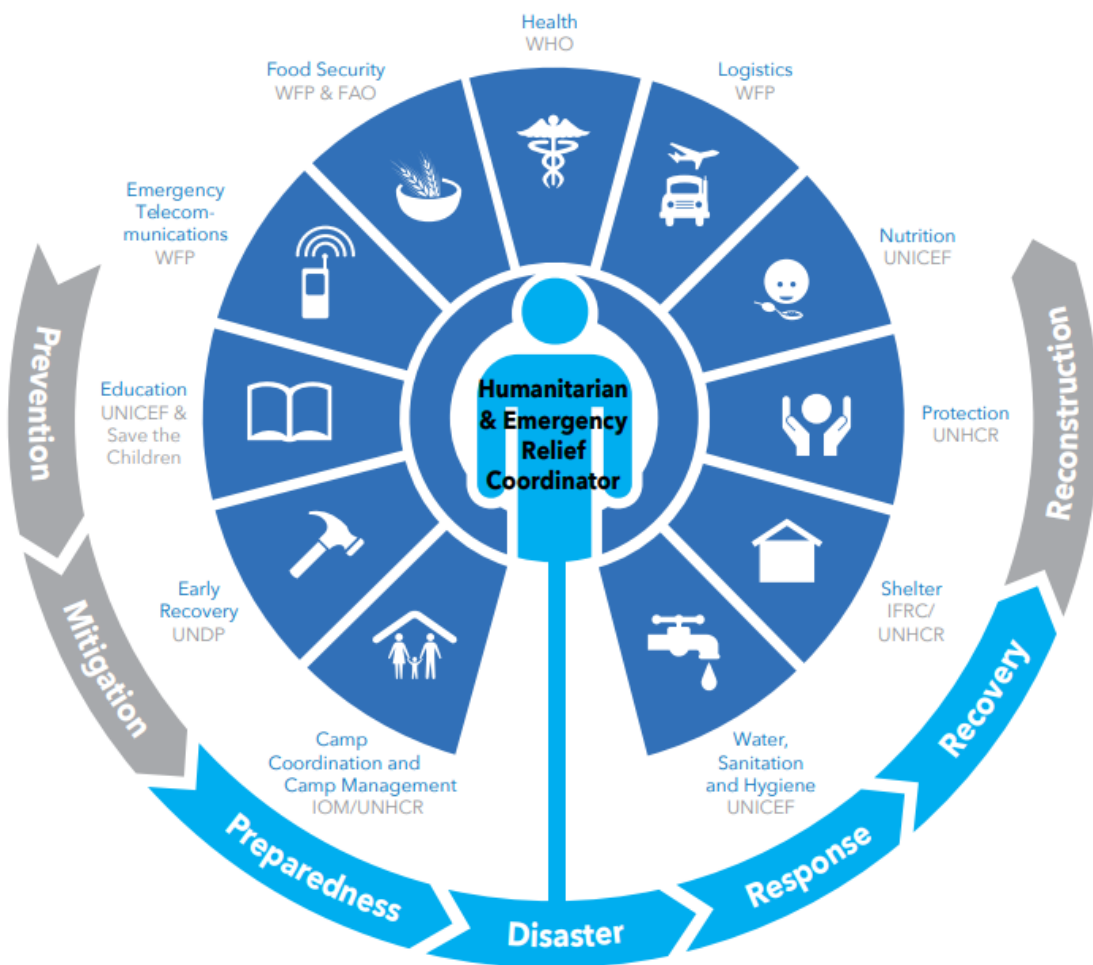 Health
WHO
Food Security
WFP & FAO
Logistics
WFP
Emergency
Telecom-
munications
WFP
Nutrition
UNICEF
Education
UNICEF &
Save the
Children
Protection
UNHCR
Humanitarian
& Emergency
Relief
Coordinator
Early
Recovery
UNDP
Shelter
IFRC/
UNHCR
Camp
Coordination and
Camp Management
IOM/UNHCR
Water,
Sanitation
and Hygiene
UNICEF
Prevention
Mitigation
Preparedness
Disaster
Response
Recovery
Reconstruction